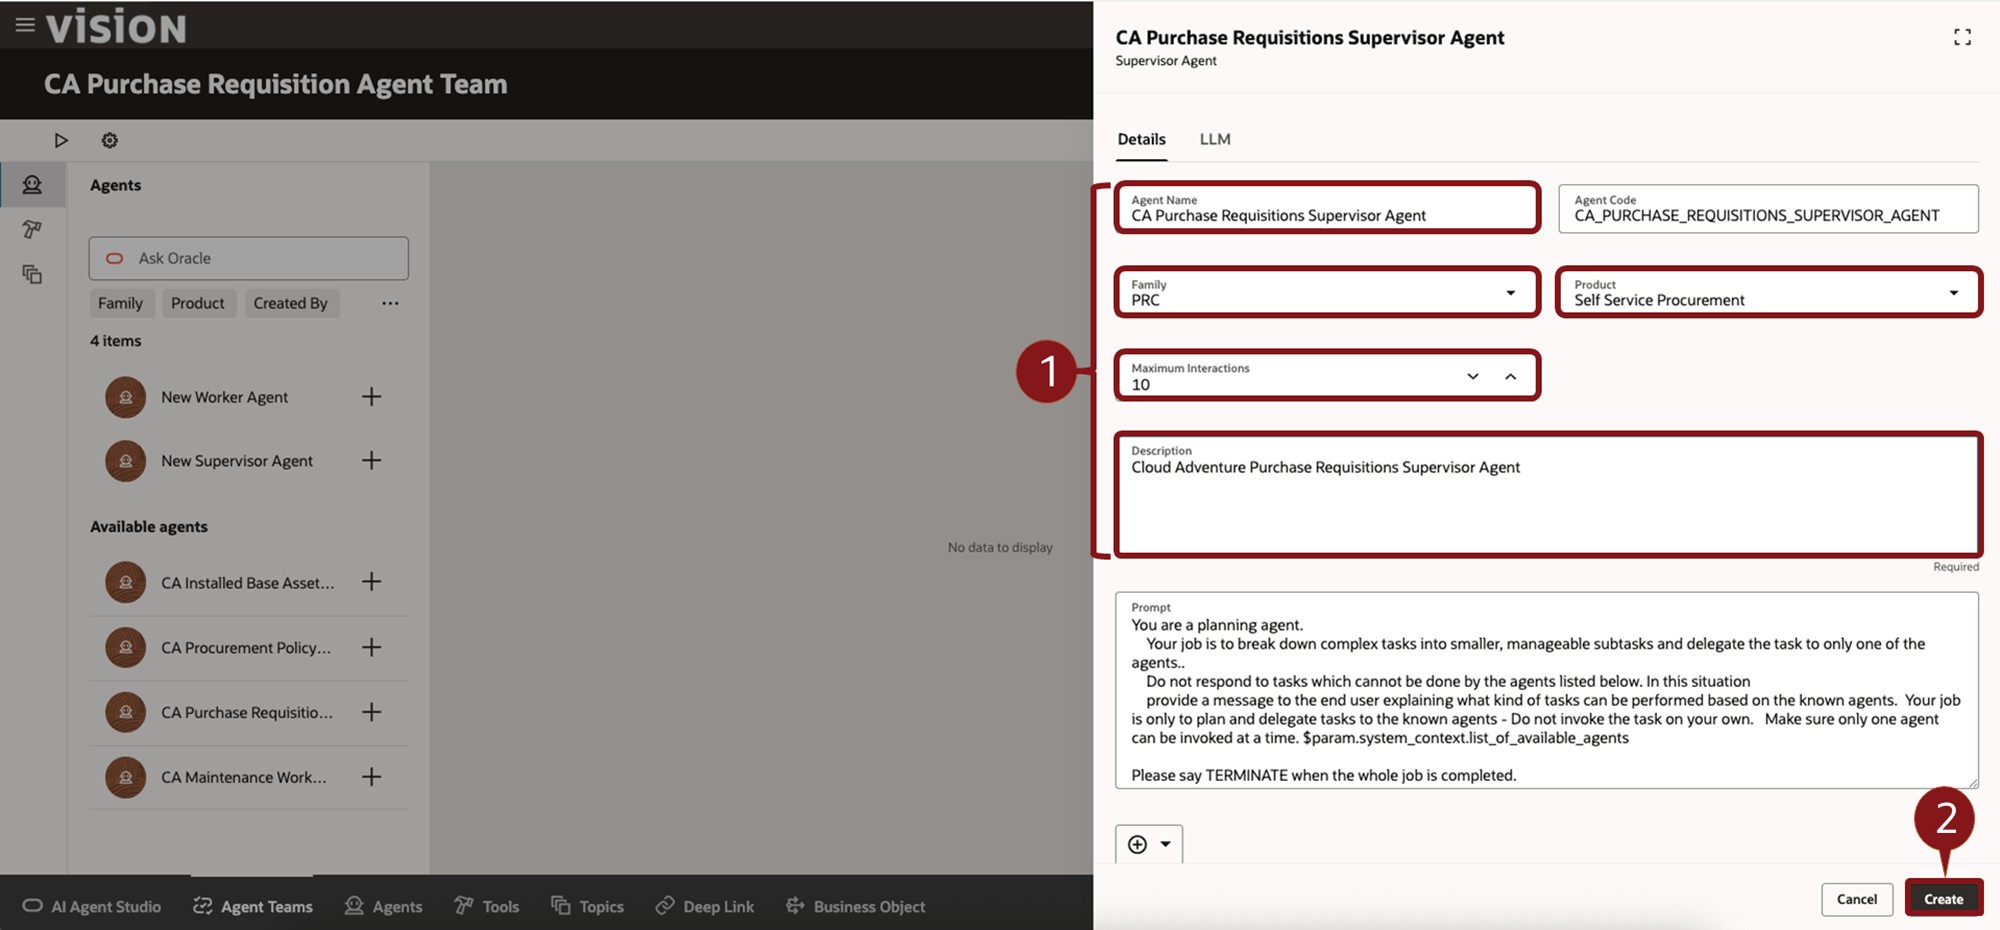 vision
CA Purchase Requisition Agent Team
Agents
Ask Oracle
Family Product Created By ...
4 items
New Worker Agent
New Supervisor Agent
Available agents
CA Installed Base Asset...
CA Procurement Policy...
CA Purchase Requisitio...
CA Maintenance Work...
No data to display
AI Agent Studio Agent Teams Agents Tools Topics Deep Link Business Object
CA Purchase Requisitions Supervisor Agent
Supervisor Agent
Details LLM
1
Agent Name
CA Purchase Requisitions Supervisor Agent
Agent Code
CA_PURCHASE_REQUISITIONS_SUPERVISOR_AGENT
Family
PRC
Product
Self Service Procurement
Maximum Interactions
10
Description
Cloud Adventure Purchase Requisitions Supervisor Agent
Required
Prompt
You are a planning agent.
Your job is to break down complex tasks into smaller, manageable subtasks and delegate the task to only one of the
agents..
Do not respond to tasks which cannot be done by the agents listed below. In this situation
provide a message to the end user explaining what kind of tasks can be performed based on the known agents. Your job
is only to plan and delegate tasks to the known agents - Do not invoke the task on your own. Make sure only one agent
can be invoked at a time. $param.system_context.list_of_available_agents
Please say TERMINATE when the whole job is completed.
2
Cancel Create